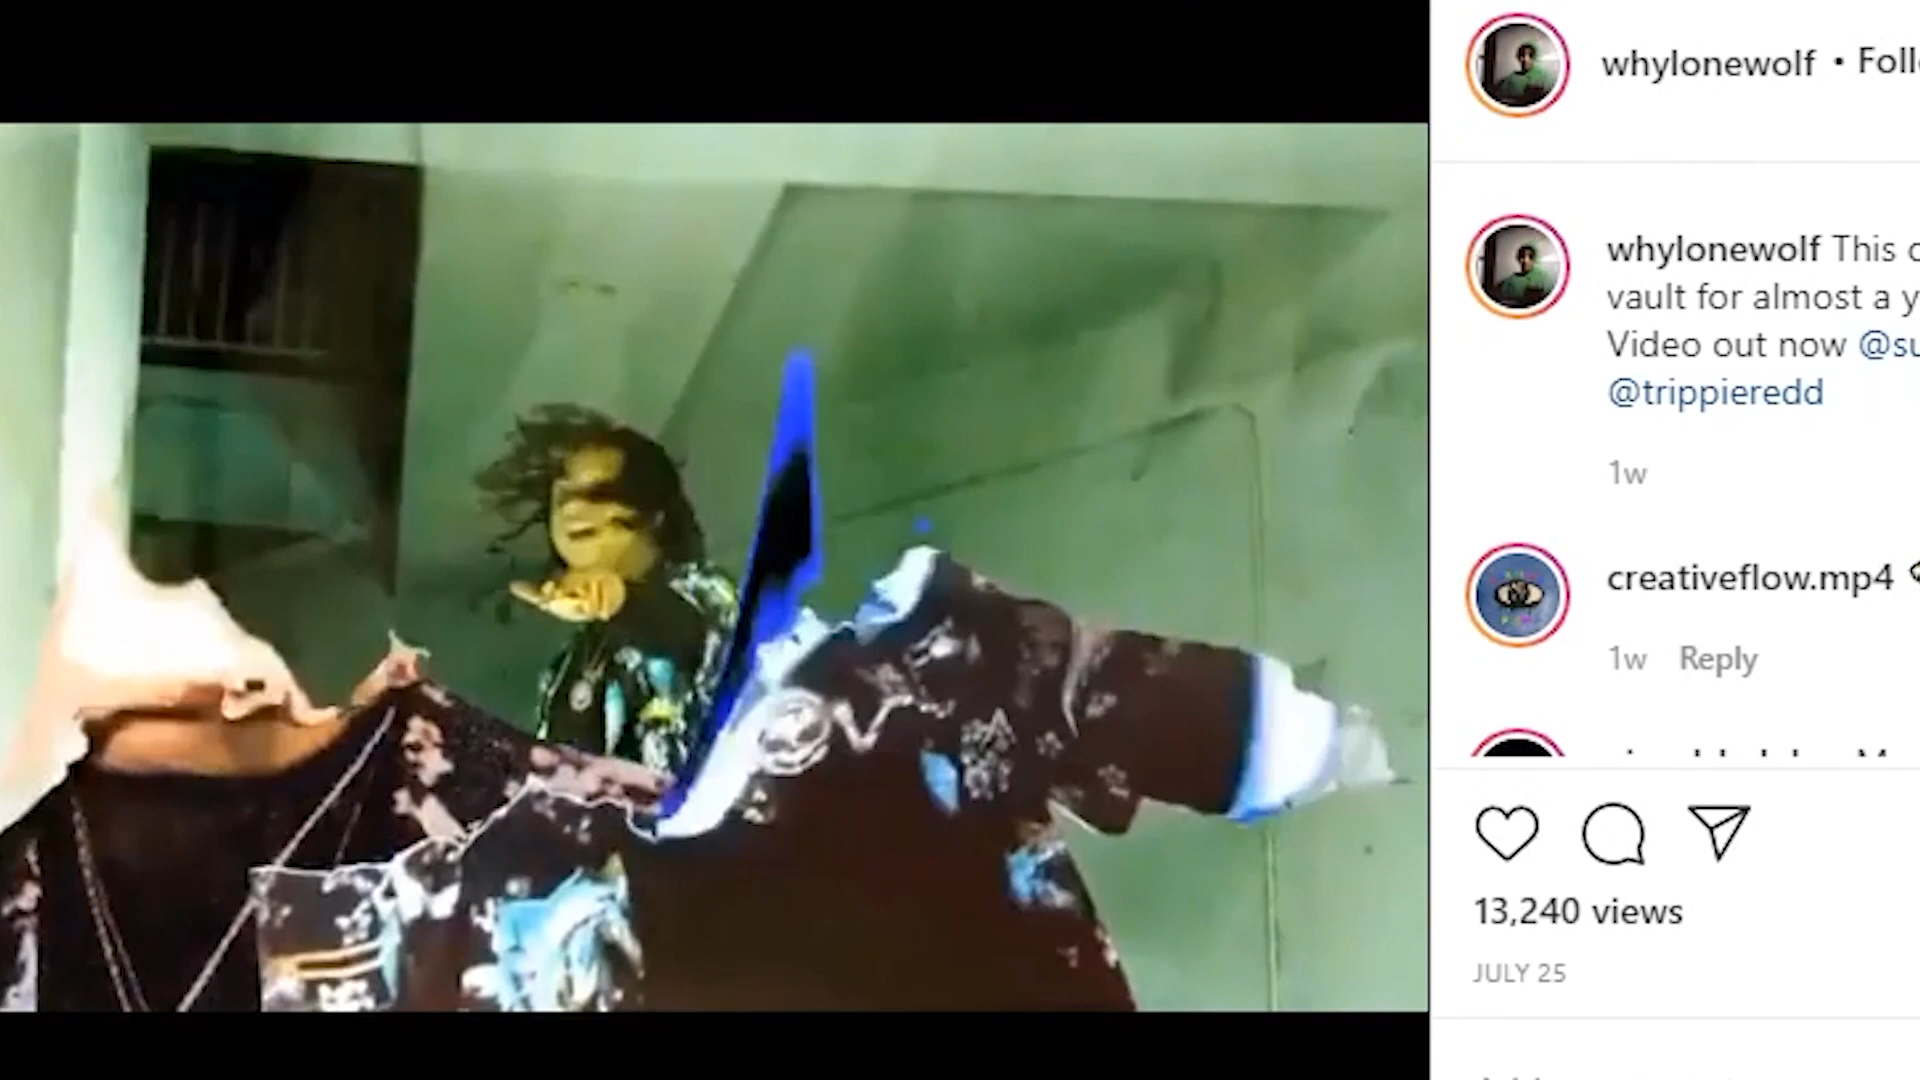 whylonewolf • Foll
whylonewolf This
vault for almost a y
Video out now @su
@trippieredd
1w
creativeflow.mp4
1w Reply
13,240 views
JULY 25